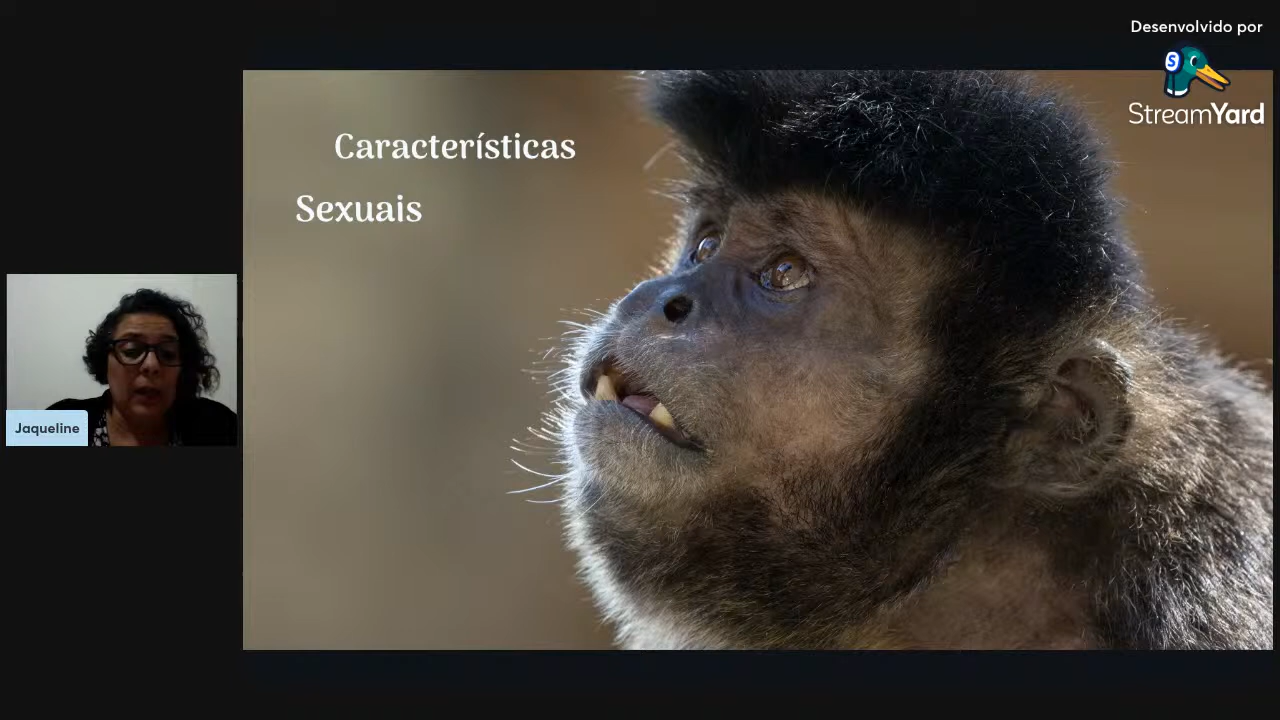 Desenvolvido por
S
StreamYard
Características
Sexuais
Jaqueline